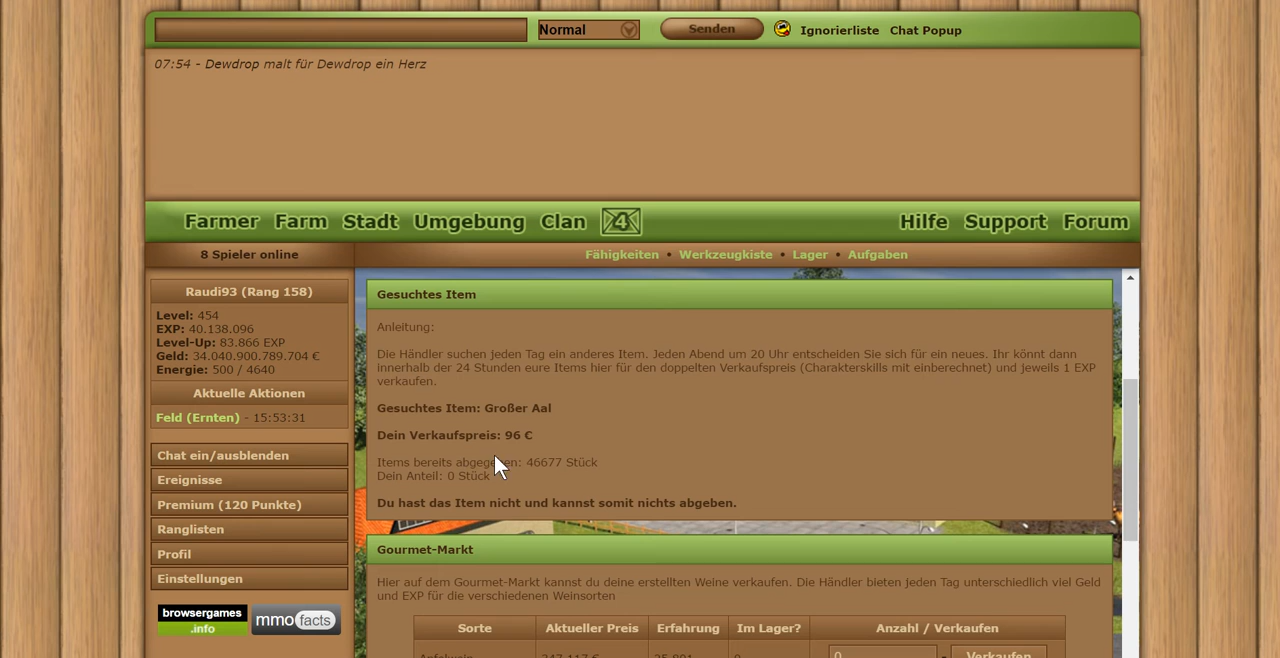 Normal
Senden
Ignorierliste Chat Popup
07:54 - Dewdrop malt für Dewdrop ein Herz
Farmer Farm Stadt Umgebung Clan 4 Hilfe Support Forum
8 Spieler online
Fähigkeiten • Werkzeugkiste • Lager • Aufgaben
Raudi93 (Rang 158)
Level: 454
EXP: 40.138.096
Level-Up: 83.866 EXP
Geld: 34.040.900.789.704 €
Energie: 500 / 4640
Aktuelle Aktionen
Feld (Ernten) - 15:53:31
Chat ein/ausblenden
Ereignisse
Premium (120 Punkte)
Ranglisten
Profil
Einstellungen
browsergames
.info
mmofacts
Gesuchtes Item
Anleitung:
Die Händler suchen jeden Tag ein anderes Item. Jeden Abend um 20 Uhr entscheiden Sie sich für ein neues. Ihr könnt dann
innerhalb der 24 Stunden eure Items hier für den doppelten Verkaufspreis (Charakterskills mit einberechnet) und jeweils 1 EXP
verkaufen.
Gesuchtes Item: Großer Aal
Dein Verkaufspreis: 96 €
Items bereits abgegeben: 46677 Stück
Dein Anteil: 0 Stück
Du hast das Item nicht und kannst somit nichts abgeben.
Gourmet-Markt
Hier auf dem Gourmet-Markt kannst du deine erstellten Weine verkaufen. Die Händler bieten jeden Tag unterschiedlich viel Geld
und EXP für die verschiedenen Weinsorten
Sorte Aktueller Preis Erfahrung Im Lager? Anzahl / Verkaufen
Apfelwein 0 0 Verkaufen